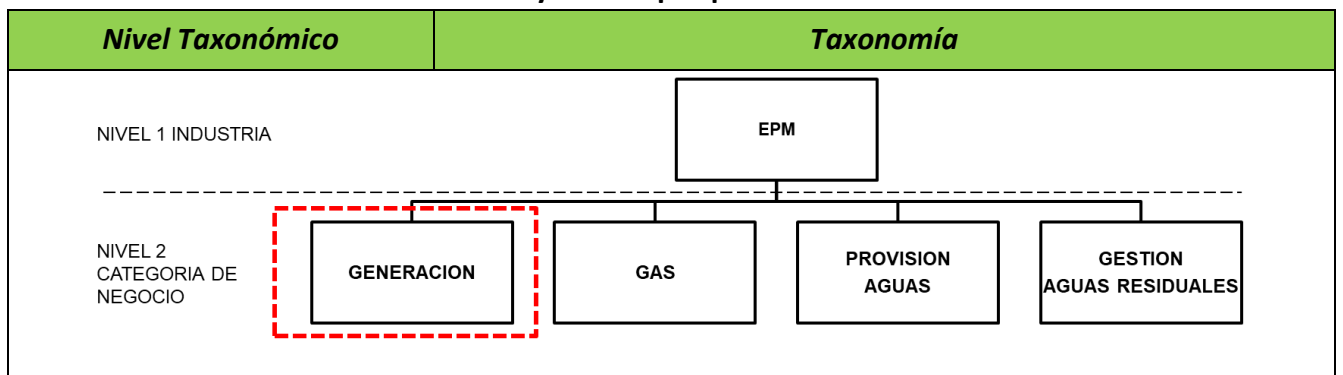 Nivel Taxonómico
Taxonomía
NIVEL 1 INDUSTRIA
EPM
NIVEL 2
CATEGORIA DE
NEGOCIO
GENERACION
GAS
PROVISION
AGUAS
GESTION
AGUAS RESIDUALES